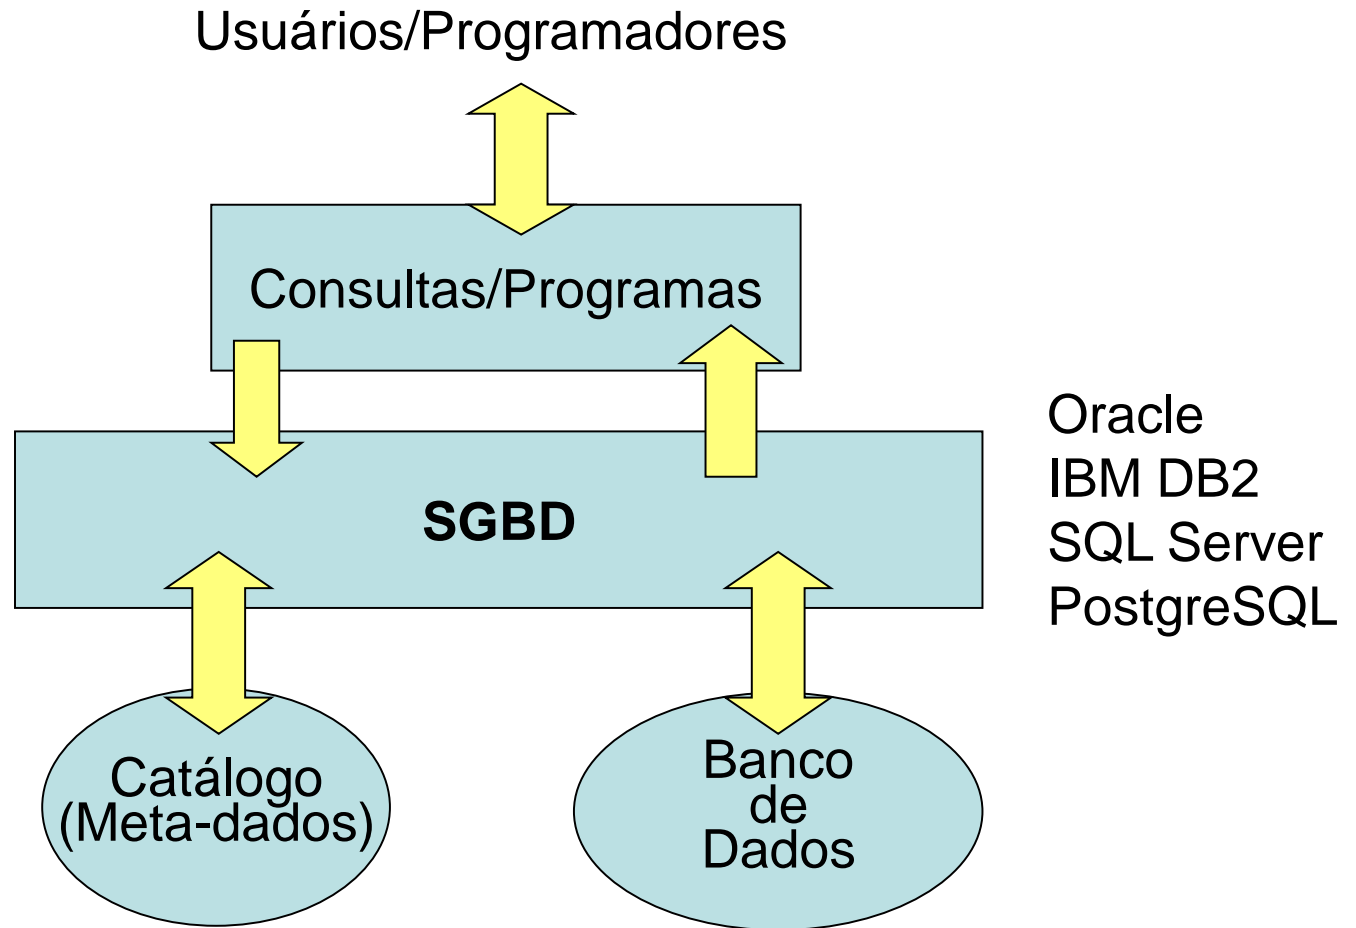 Usuários/Programadores
Consultas/Programas
SGBD
Oracle
IBM DB2
SQL Server
PostgreSQL
Catálogo
(Meta-dados)
Banco
de
Dados